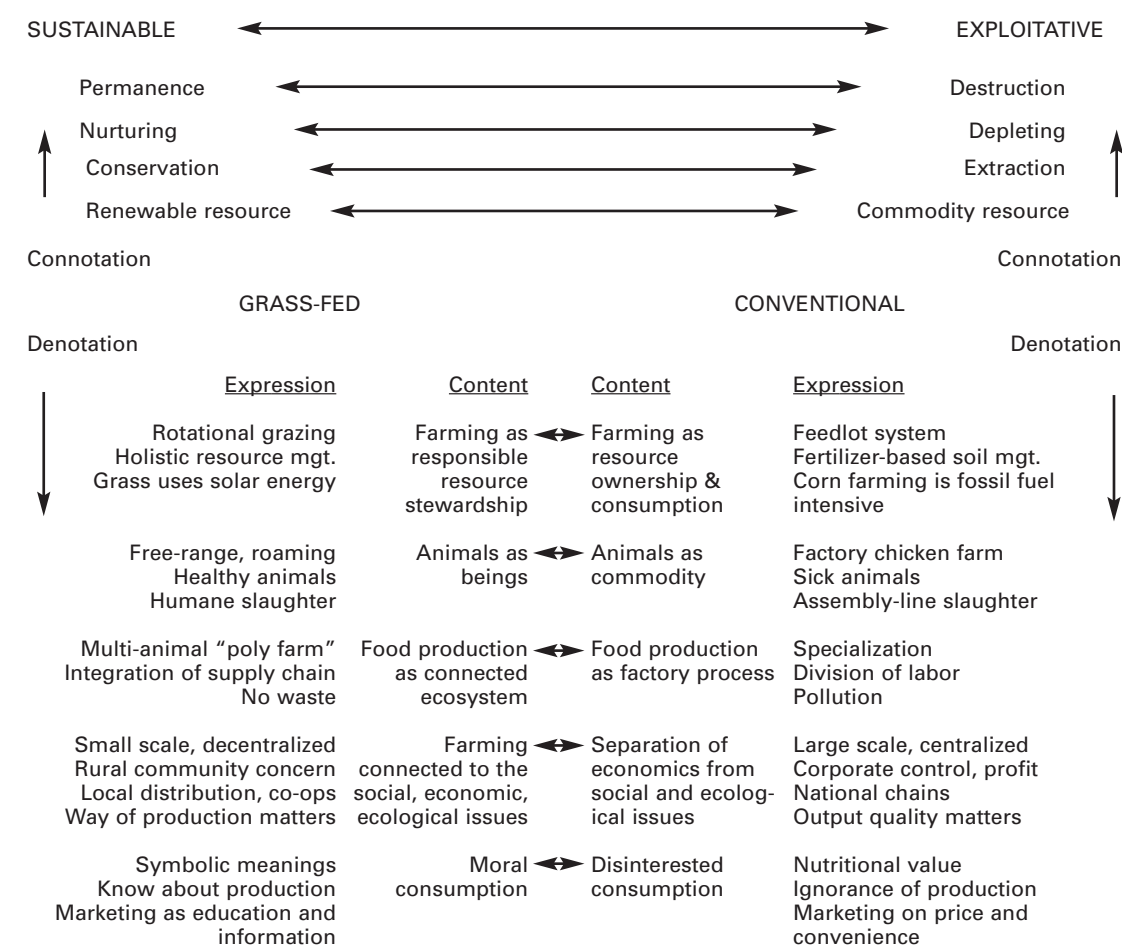 SUSTAINABLE EXPLOITATIVE
Permanence Destruction
Nurturing Depleting
Conservation Extraction
Renewable resource Commodity resource
Connotation Connotation
GRASS-FED CONVENTIONAL
Denotation Denotation
Expression Content Content Expression
Rotational grazing Farming as Farming as Feedlot system
Holistic resource mgt. responsible resource Fertilizer-based soil mgt.
Grass uses solar energy resource ownership & Corn farming is fossil fuel
stewardship consumption intensive
Free-range, roaming Animals as Animals as Factory chicken farm
Healthy animals beings commodity Sick animals
Humane slaughter Assembly-line slaughter
Multi-animal “poly farm” Food production Food production Specialization
Integration of supply chain as connected as factory process Division of labor
No waste ecosystem Pollution
Small scale, decentralized Farming Separation of Large scale, centralized
Rural community concern connected to the economics from Corporate control, profit
Local distribution, co-ops social, economic, social and ecolog- National chains
Way of production matters ecological issues ical issues Output quality matters
Symbolic meanings Moral Disinterested Nutritional value
Know about production consumption consumption Ignorance of production
Marketing as education and Marketing on price and
information convenience